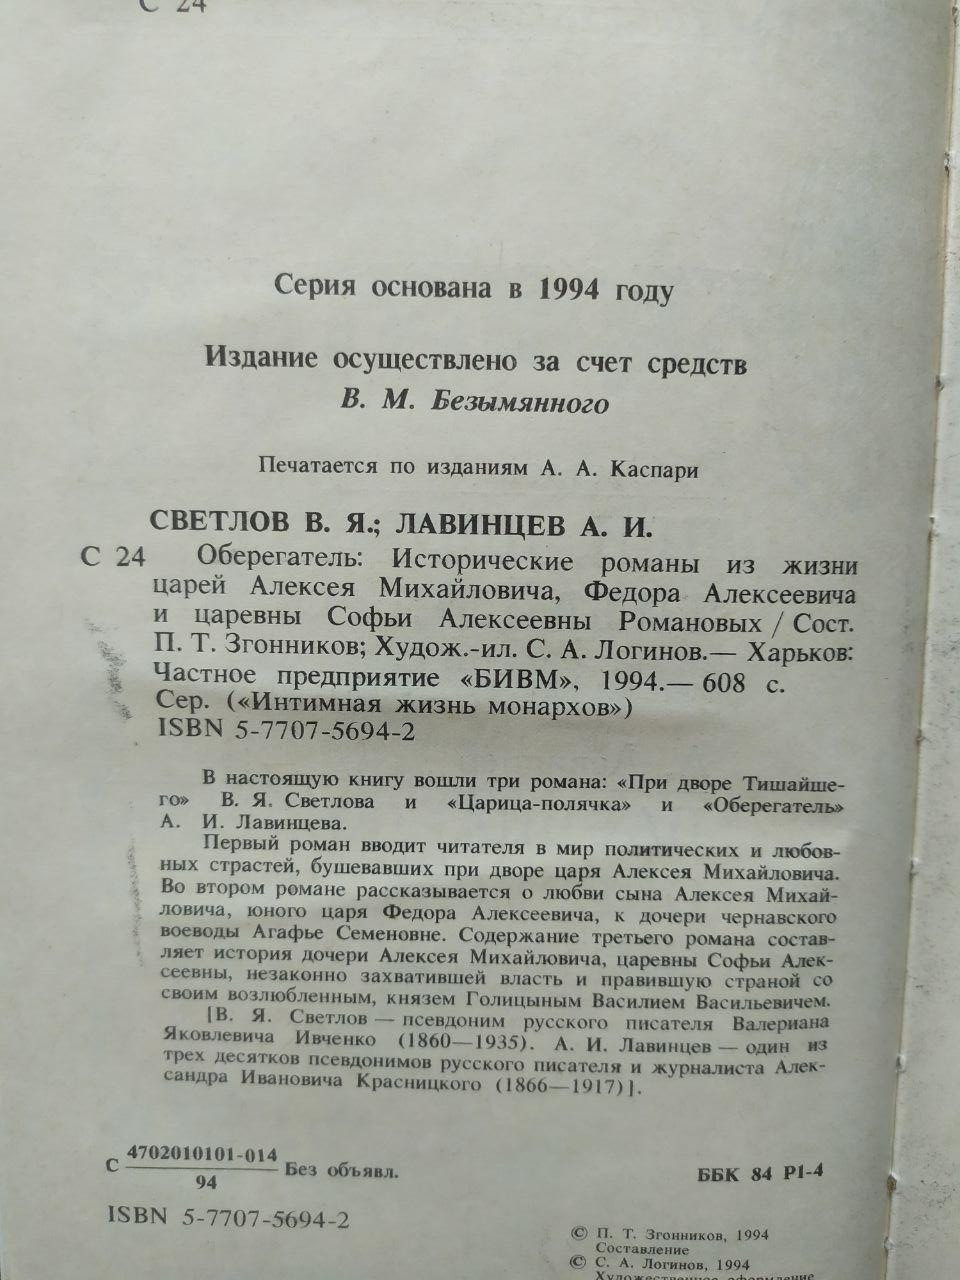 С 24
Серия основана в 1994 году
Издание осуществлено за счет средств
В. М. Безымянного
Печатается по изданиям А. А. Каспари
СВЕТЛОВ В. Я.; ЛАВИНЦЕВ А. И.
С 24 Оберегатель: Исторические романы из жизни
царей Алексея Михайловича, Федора Алексеевича
и царевны Софьи Алексеевны Романовых / Сост.
П. Т. Згонников; Худож.-ил. С. А. Логинов.— Харьков:
Частное предприятие «БИВМ», 1994.— 608 с.
Сер. («Интимная жизнь монархов»)
ISBN 5-7707-5694-2
В настоящую книгу вошли три романа: «При дворе Тишайше-
го» В. Я. Светлова и «Царица-полячка» и «Оберегатель»
А. И. Лавинцева.
Первый роман вводит читателя в мир политических и любов-
ных страстей, бушевавших при дворе царя Алексея Михайловича.
Во втором романе рассказывается о любви сына Алексея Михай-
ловича, юного царя Федора Алексеевича, к дочери чернавского
воеводы Агафье Семеновне. Содержание третьего романа состав-
ляет история дочери Алексея Михайловича, царевны Софьи Алек-
сеевны, незаконно захватившей власть и правившую страной со
своим возлюбленным, князем Голицыным Василием Васильевичем.
[В. Я. Светлов — псевдоним русского писателя Валериана
Яковлевича Ивченко (1860—1935). А. И. Лавинцев — один из
трех десятков псевдонимов русского писателя и журналиста Алек-
сандра Ивановича Красницкого (1866—1917)].
4702010101-014
С Без объявл.
94
ББК 84 Р1-4
ISBN 5-7707-5694-2
© П. Т. Згонников, 1994
Составление
© С. А. Логинов, 1994
Художественное оформление